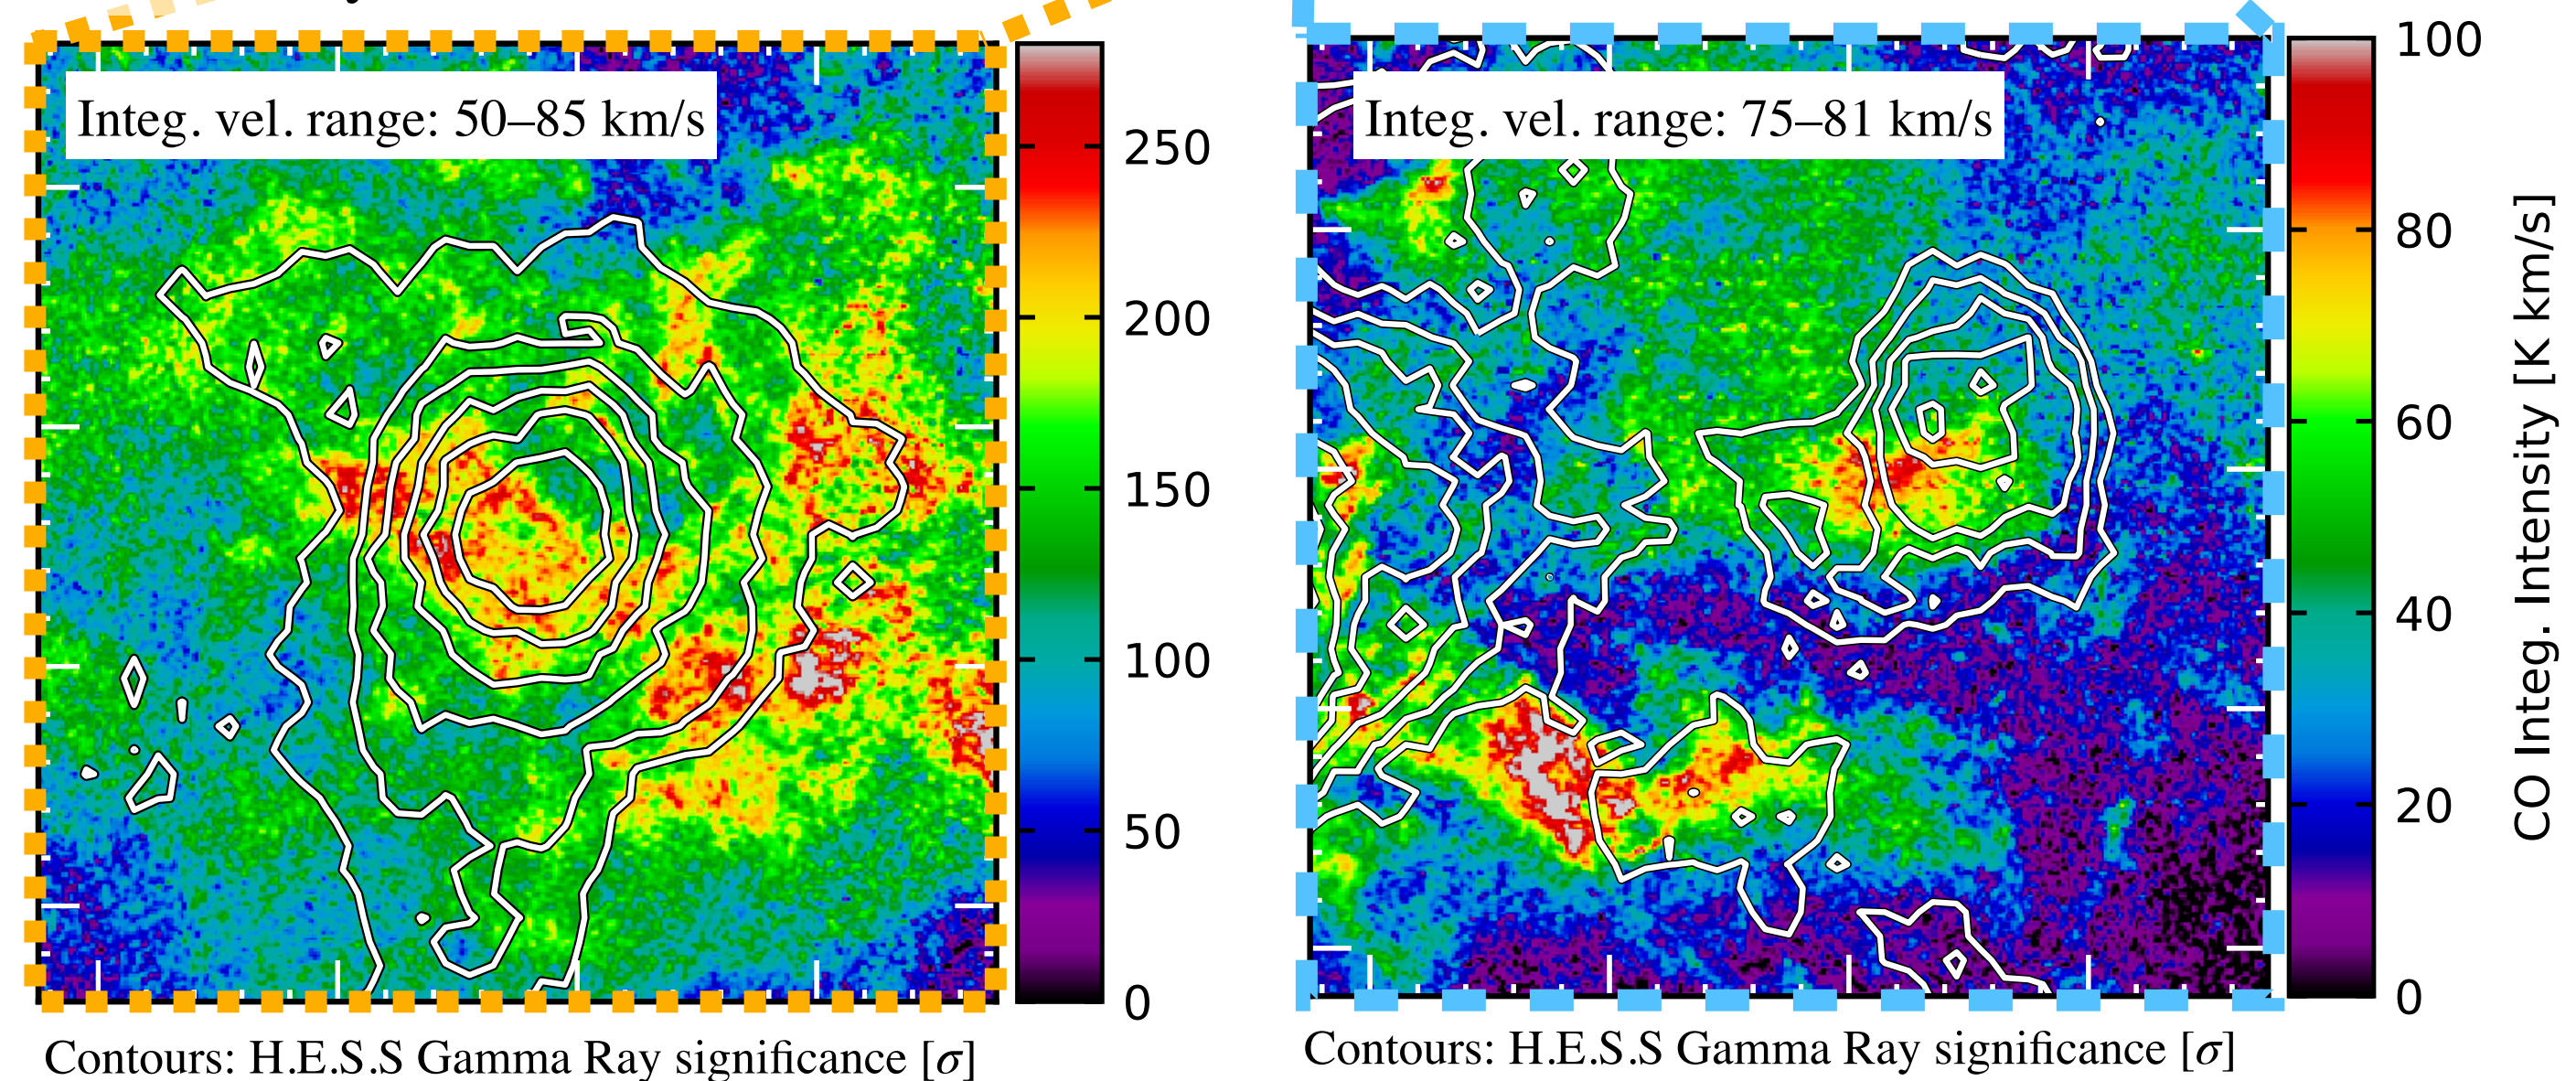 Integ. vel. range: 50–85 km/s
250
200
150
100
50
0
Contours: H.E.S.S Gamma Ray significance [σ]
Integ. vel. range: 75–81 km/s
100
80
60
40
20
0
CO Integ. Intensity [K km/s]
Contours: H.E.S.S Gamma Ray significance [σ]